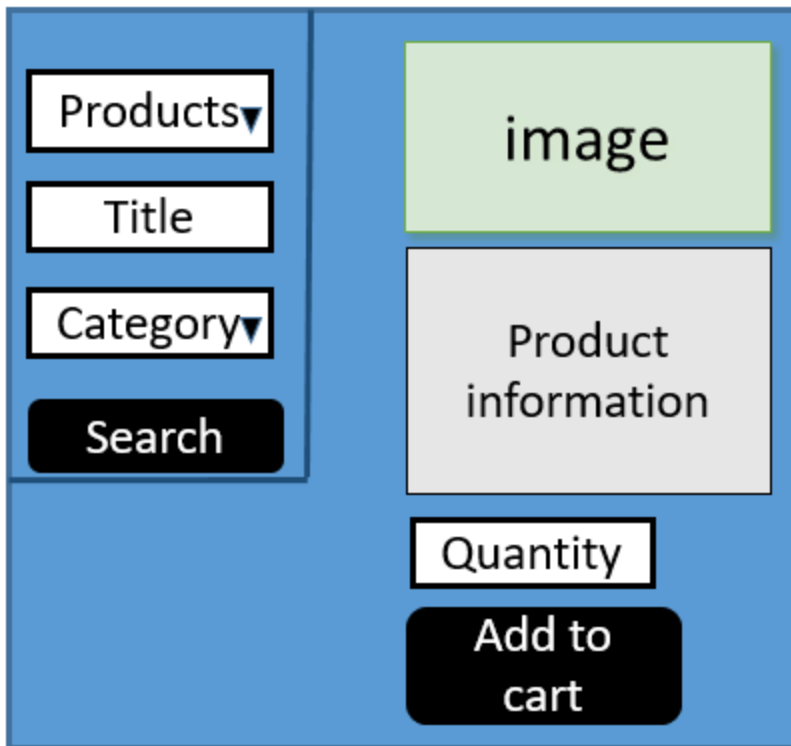 Products
Title
Category
Search
image
Product
information
Quantity
Add to
cart